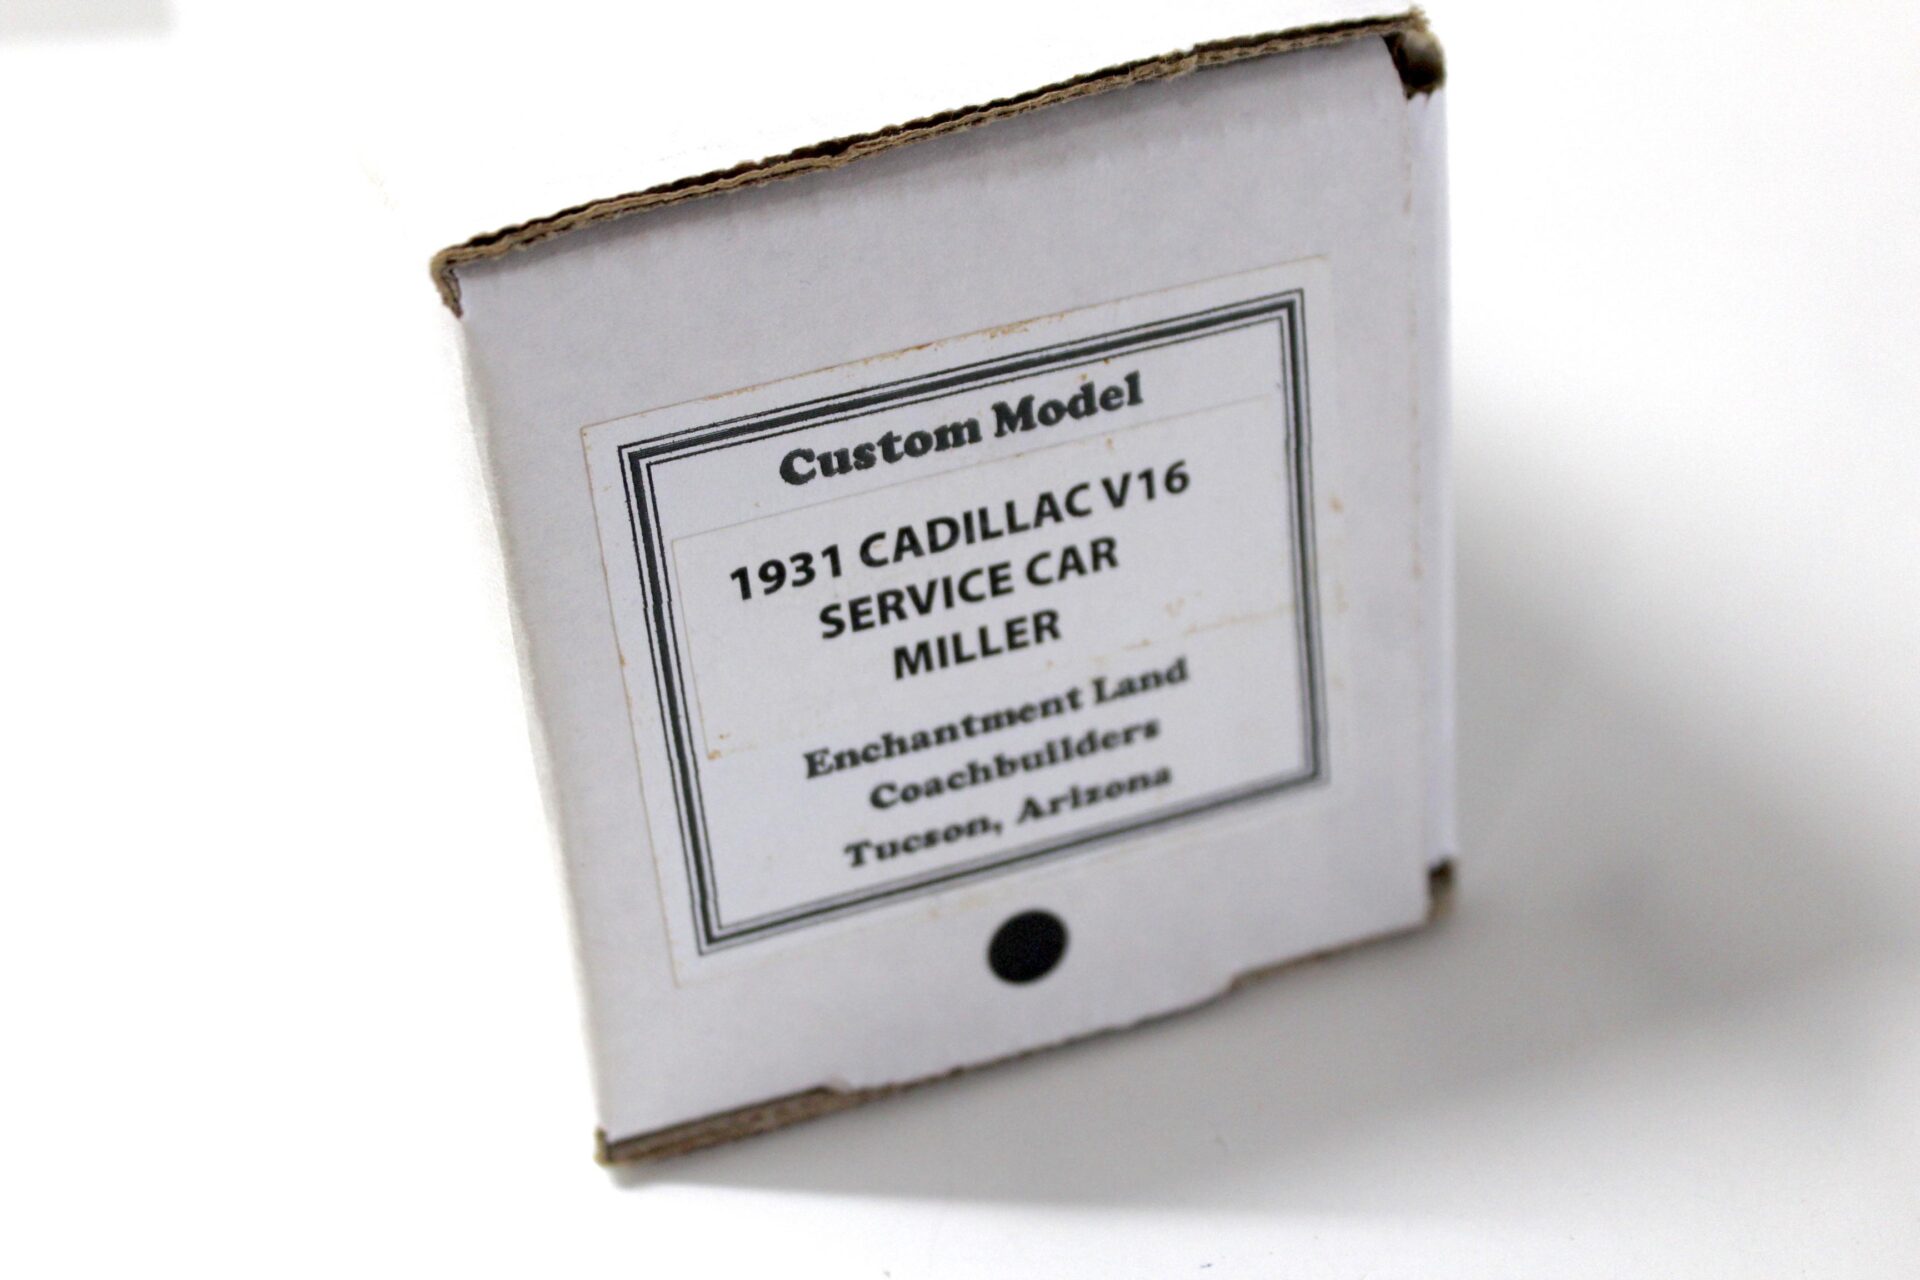 Custom Model
1931 CADILLAC V16
SERVICE CAR
MILLER
Enchantment Land
Coachbuilders
Tucson, Arizona